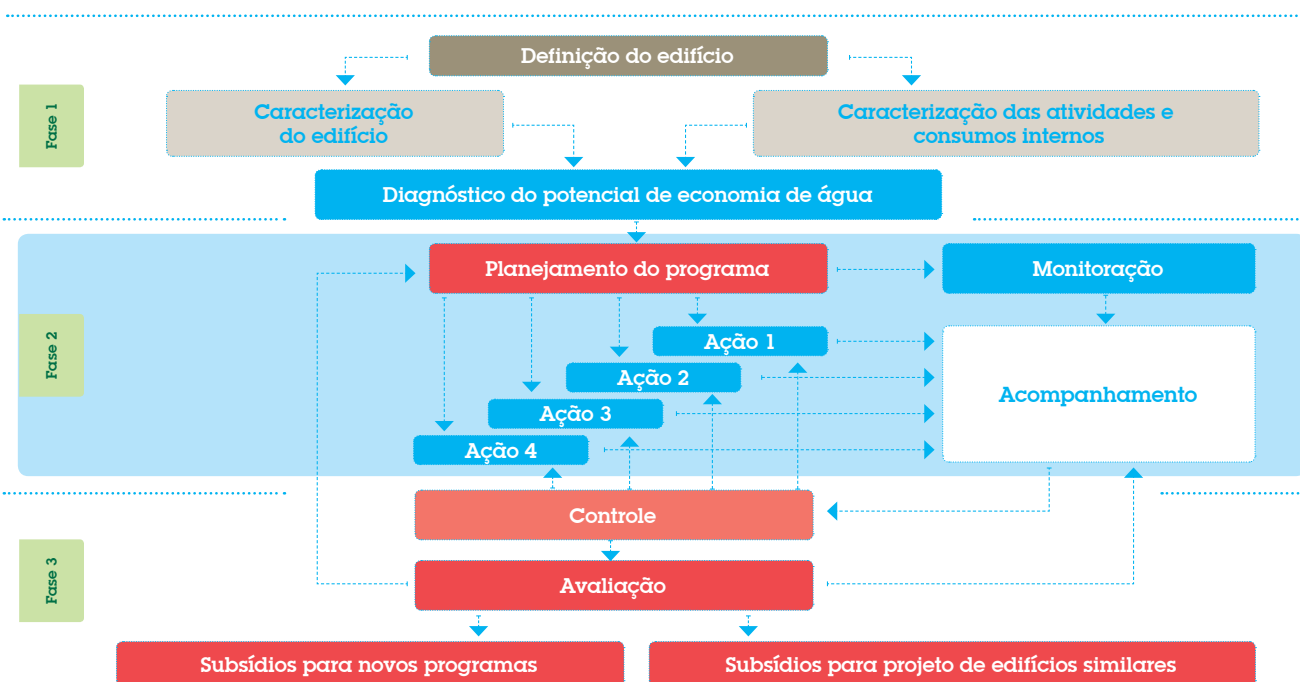 Fase 1
Definição do edifício
Caracterização
do edifício
Caracterização das atividades e
consumos internos
Diagnóstico do potencial de economia de água
Fase 2
Planejamento do programa
Monitoração
Ação 1
Ação 2
Ação 3
Ação 4
Acompanhamento
Fase 3
Controle
Avaliação
Subsídios para novos programas
Subsídios para projeto de edifícios similares